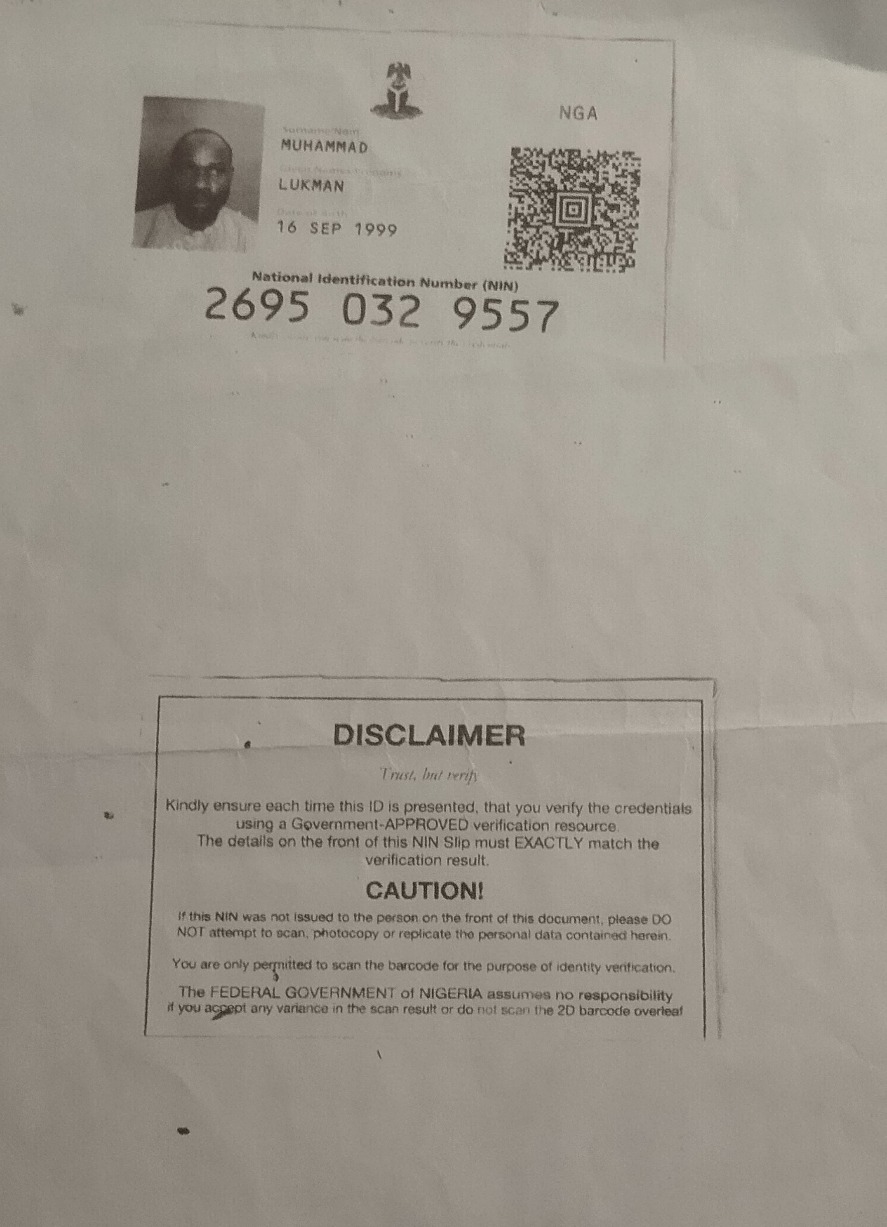 NGA
Surname/Nom
MUHAMMAD
LUKMAN
Date of Birth
16 SEP 1999
National Identification Number (NIN)
2695 032 9557
DISCLAIMER
Trust, but verify
Kindly ensure each time this ID is presented, that you verify the credentials
using a Government-APPROVED verification resource.
The details on the front of this NIN Slip must EXACTLY match the
verification result.
CAUTION!
If this NIN was not issued to the person on the front of this document, please DO
NOT attempt to scan, photocopy or replicate the personal data contained herein.
You are only permitted to scan the barcode for the purpose of identity verification.
The FEDERAL GOVERNMENT of NIGERIA assumes no responsibility
if you accept any variance in the scan result or do not scan the 2D barcode overleaf